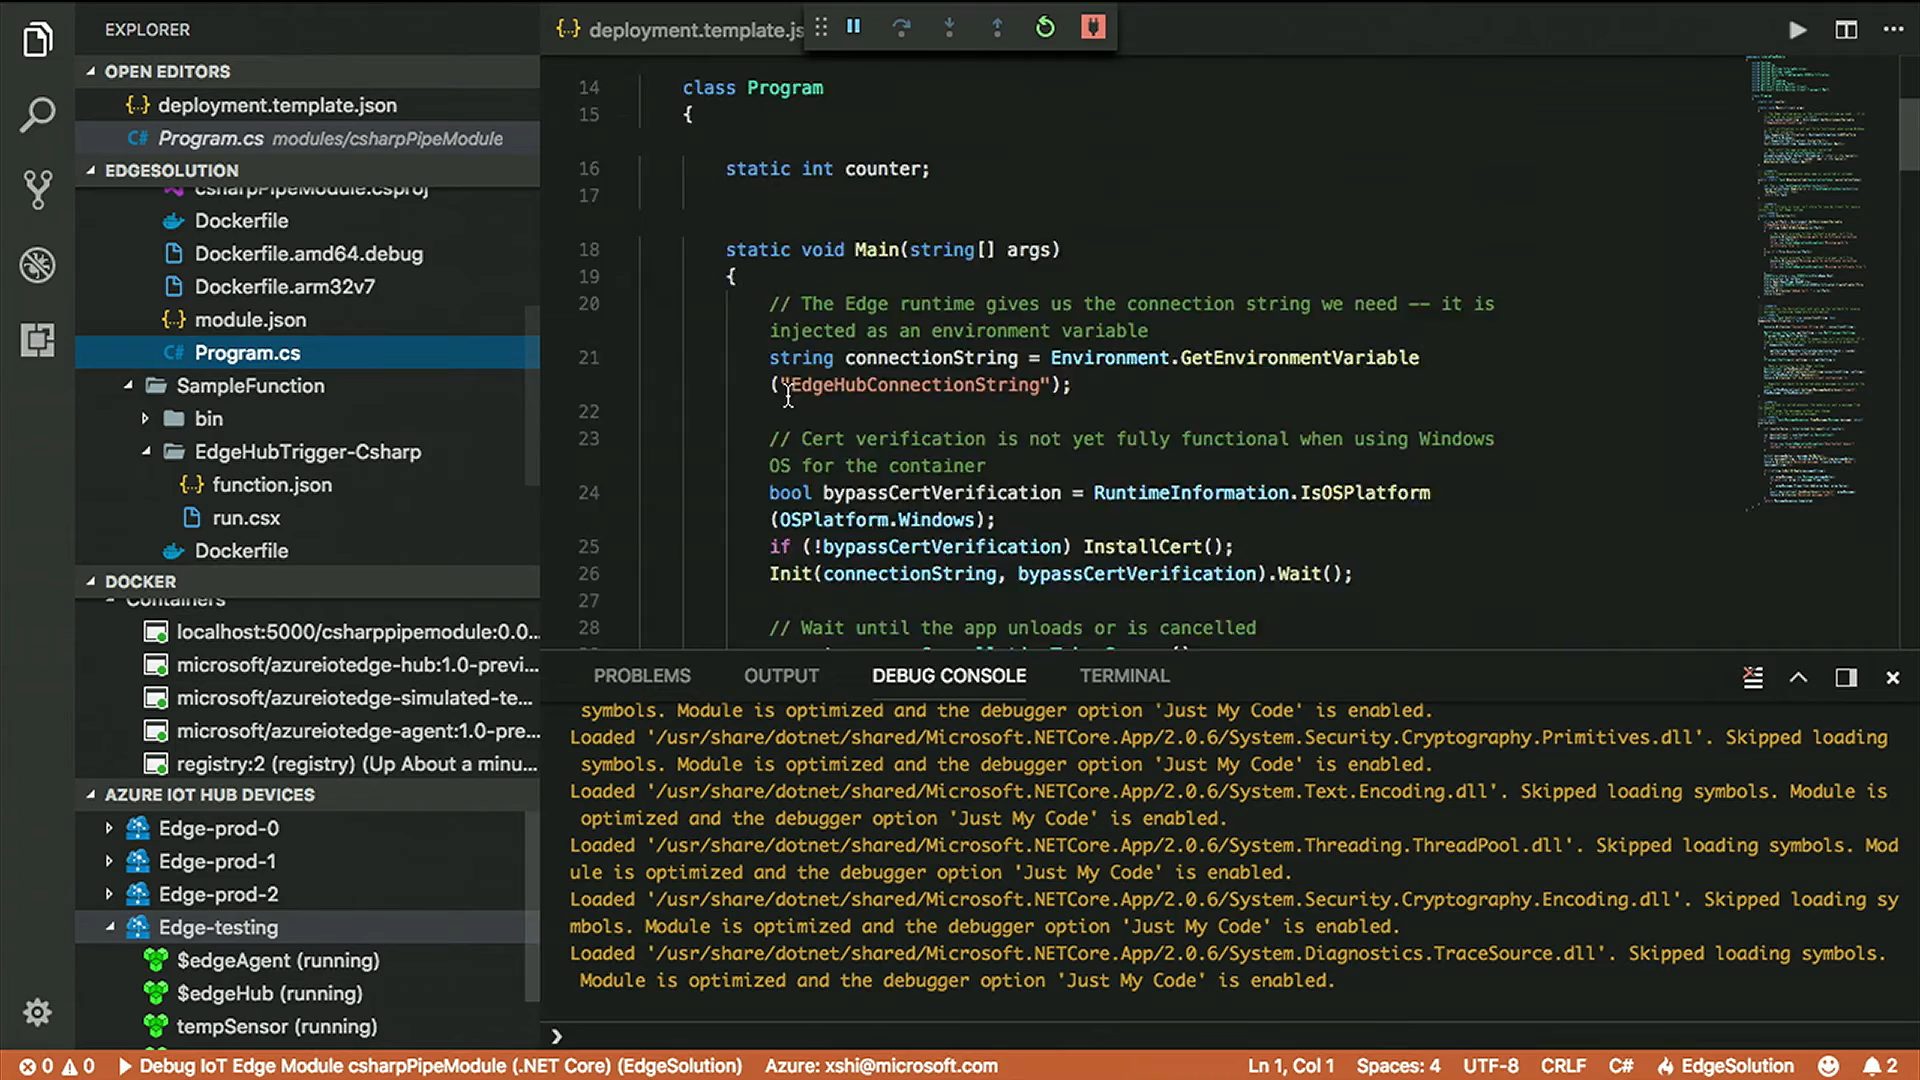 EXPLORER
OPEN EDITORS
deployment.template.json
Program.cs modules/csharpPipeModule
EDGESOLUTION
csharpPipeModule.csproj
Dockerfile
Dockerfile.amd64.debug
Dockerfile.arm32v7
module.json
Program.cs
SampleFunction
bin
EdgeHubTrigger-Csharp
function.json
run.csx
Dockerfile
DOCKER
Containers
localhost:5000/csharppipemodule:0.0...
microsoft/azureiotedge-hub:1.0-previ...
microsoft/azureiotedge-simulated-te...
microsoft/azureiotedge-agent:1.0-pre...
registry:2 (registry) (Up About a minu...
AZURE IOT HUB DEVICES
Edge-prod-0
Edge-prod-1
Edge-prod-2
Edge-testing
$edgeAgent (running)
$edgeHub (running)
tempSensor (running)
deployment.template.js
14 class Program
15 {
16 static int counter;
17
18 static void Main(string[] args)
19 {
20 // The Edge runtime gives us the connection string we need -- it is
injected as an environment variable
21 string connectionString = Environment.GetEnvironmentVariable
("EdgeHubConnectionString");
22
23 // Cert verification is not yet fully functional when using Windows
OS for the container
24 bool bypassCertVerification = RuntimeInformation.IsOSPlatform
(OSPlatform.Windows);
25 if (!bypassCertVerification) InstallCert();
26 Init(connectionString, bypassCertVerification).Wait();
27
28 // Wait until the app unloads or is cancelled
PROBLEMS OUTPUT DEBUG CONSOLE TERMINAL
symbols. Module is optimized and the debugger option 'Just My Code' is enabled.
Loaded '/usr/share/dotnet/shared/Microsoft.NETCore.App/2.0.6/System.Security.Cryptography.Primitives.dll'. Skipped loading
symbols. Module is optimized and the debugger option 'Just My Code' is enabled.
Loaded '/usr/share/dotnet/shared/Microsoft.NETCore.App/2.0.6/System.Text.Encoding.dll'. Skipped loading symbols. Module is
optimized and the debugger option 'Just My Code' is enabled.
Loaded '/usr/share/dotnet/shared/Microsoft.NETCore.App/2.0.6/System.Threading.ThreadPool.dll'. Skipped loading symbols. Mod
ule is optimized and the debugger option 'Just My Code' is enabled.
Loaded '/usr/share/dotnet/shared/Microsoft.NETCore.App/2.0.6/System.Security.Cryptography.Encoding.dll'. Skipped loading sy
mbols. Module is optimized and the debugger option 'Just My Code' is enabled.
Loaded '/usr/share/dotnet/shared/Microsoft.NETCore.App/2.0.6/System.Diagnostics.TraceSource.dll'. Skipped loading symbols.
Module is optimized and the debugger option 'Just My Code' is enabled.
0 0 Debug IoT Edge Module csharpPipeModule (.NET Core) (EdgeSolution) Azure: xshi@microsoft.com Ln 1, Col 1 Spaces: 4 UTF-8 CRLF C# EdgeSolution 2